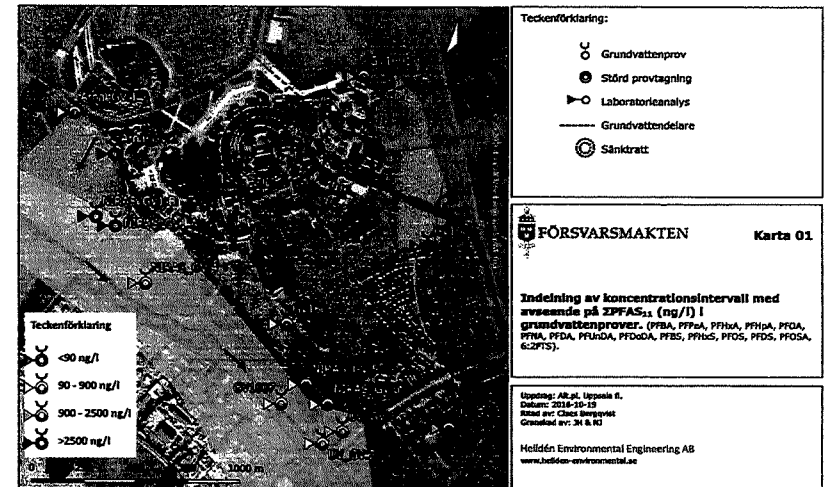 Teckenförklaring:
Grundvattenprov
Störd provtagning
Laboratorieanalys
Grundvattendelare
Sänktratt
FÖRSVARSMAKTEN
Karta 01
Indelning av koncentrationsintervall med
avseende på ΣPFAS₁₁ (ng/l) i
grundvattenprover. (PFBA, PFPeA, PFHxA, PFHpA, PFOA,
PFNA, PFDA, PFUnDA, PFDoDA, PFBS, PFHxS, PFOS, PFDS, PFOSA,
6:2FTS).
Teckenförklaring
<90 ng/l
90 - 900 ng/l
900 - 2500 ng/l
>2500 ng/l
0
1000 m
Uppdrag: Alt.pl. Uppsala fl.
Datum: 2016-10-19
Ritad av: Claes Bergqvist
Granskad av: JH & NJ
Helldén Environmental Engineering AB
www.hellden-environmental.se